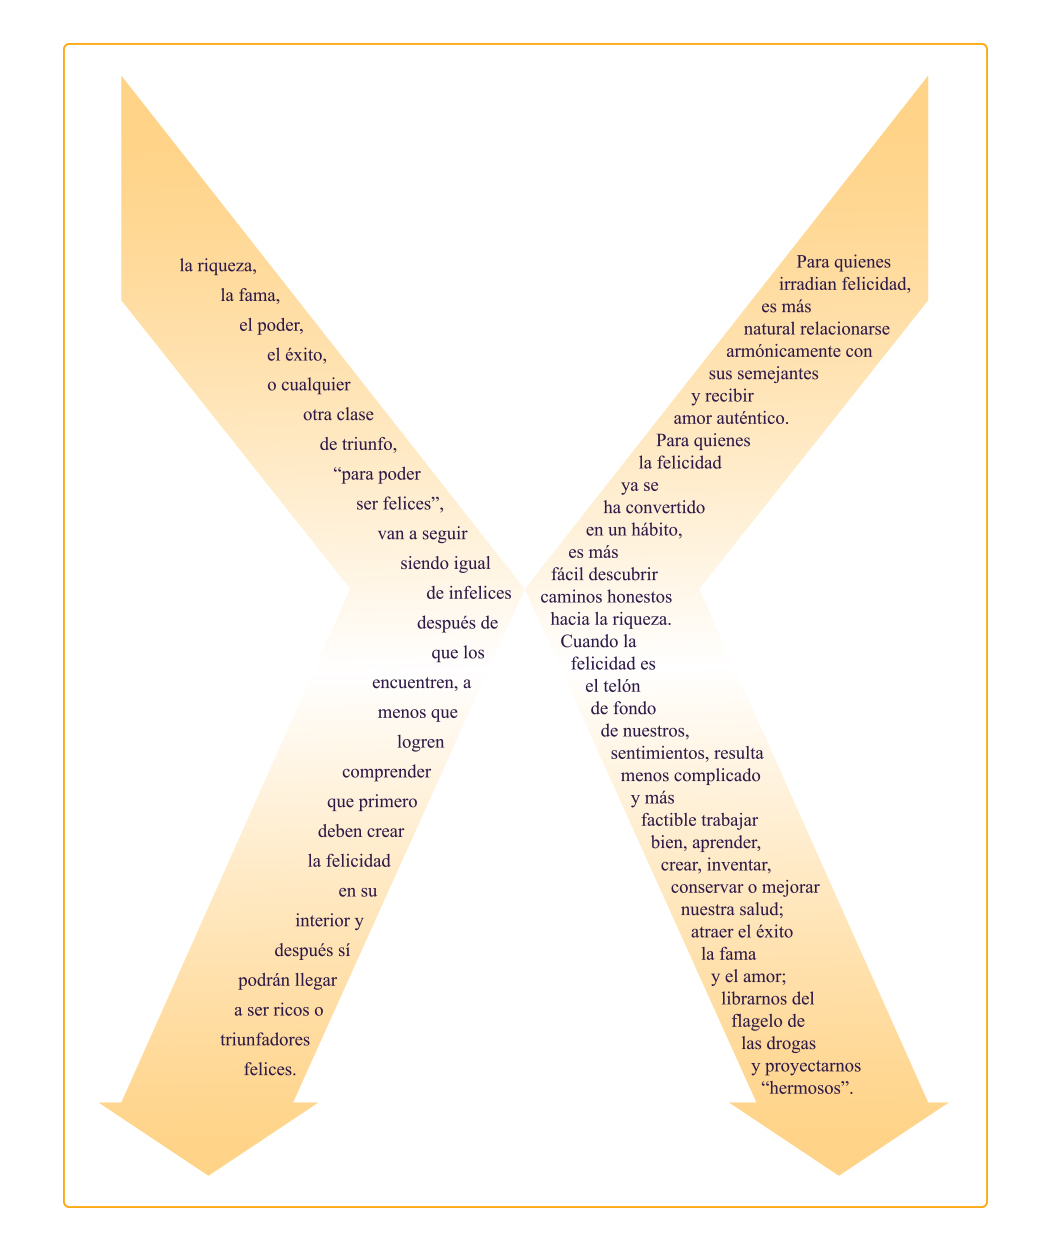 la riqueza,
la fama,
el poder,
el éxito,
o cualquier
otra clase
de triunfo,
“para poder
ser felices”,
van a seguir
siendo igual
de infelices
después de
que los
encuentren, a
menos que
logren
comprender
que primero
deben crear
la felicidad
en su
interior y
después sí
podrán llegar
a ser ricos o
triunfadores
felices.
Para quienes
irradian felicidad,
es más
natural relacionarse
armónicamente con
sus semejantes
y recibir
amor auténtico.
Para quienes
la felicidad
ya se
ha convertido
en un hábito,
es más
fácil descubrir
caminos honestos
hacia la riqueza.
Cuando la
felicidad es
el telón
de fondo
de nuestros,
sentimientos, resulta
menos complicado
y más
factible trabajar
bien, aprender,
crear, inventar,
conservar o mejorar
nuestra salud;
atraer el éxito
la fama
y el amor;
librarnos del
flagelo de
las drogas
y proyectarnos
“hermosos”.